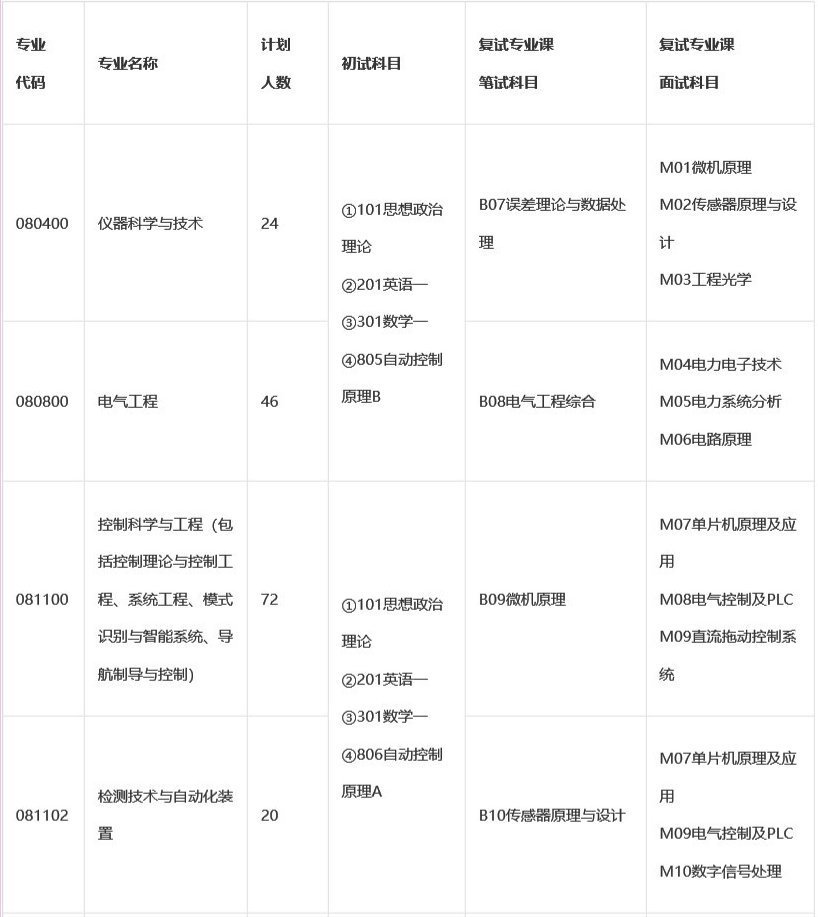 专业
代码
专业名称
计划
人数
初试科目
复试专业课
笔试科目
复试专业课
面试科目
080400
仪器科学与技术
24
①101思想政治
理论
②201英语一
③301数学一
④805自动控制
原理B
B07误差理论与数据处
理
M01微机原理
M02传感器原理与设
计
M03工程光学
080800
电气工程
46
B08电气工程综合
M04电力电子技术
M05电力系统分析
M06电路原理
081100
控制科学与工程（包
括控制理论与控制工
程、系统工程、模式
识别与智能系统、导
航制导与控制）
72
①101思想政治
理论
②201英语一
③301数学一
④806自动控制
原理A
B09微机原理
M07单片机原理及应
用
M08电气控制及PLC
M09直流拖动控制系
统
081102
检测技术与自动化装
置
20
B10传感器原理与设计
M07单片机原理及应
用
M09电气控制及PLC
M10数字信号处理